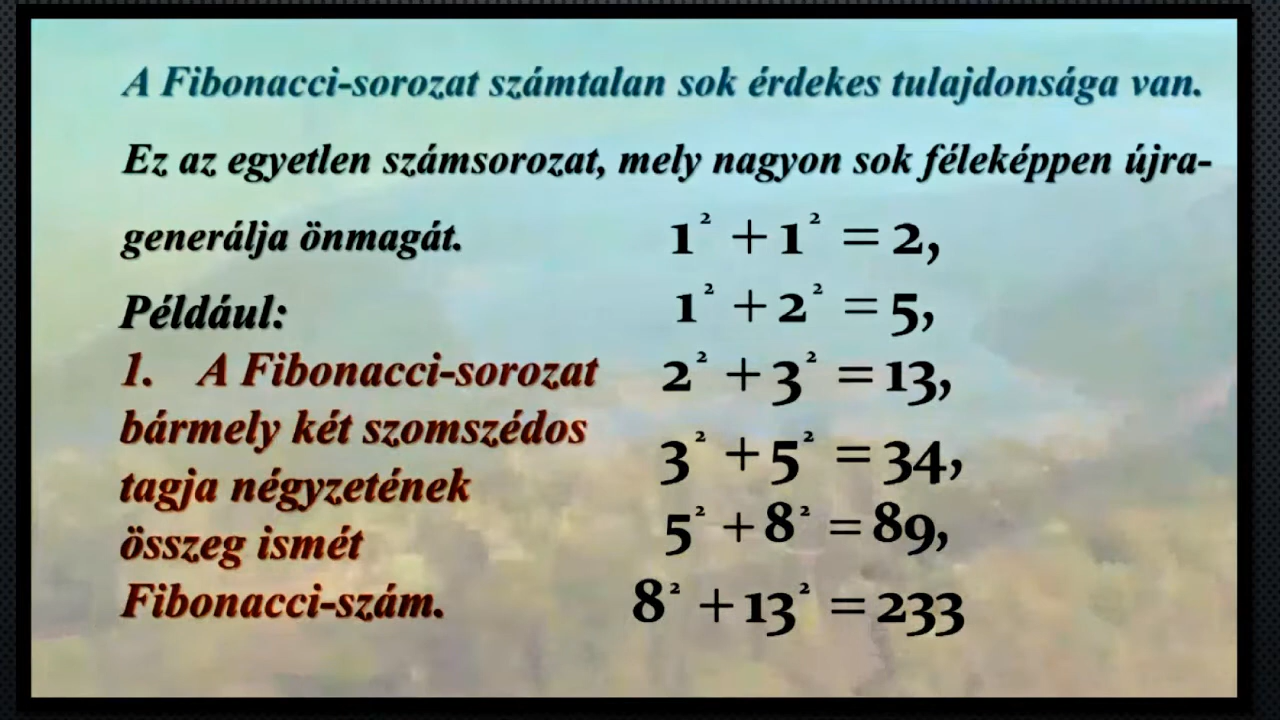 A Fibonacci-sorozat számtalan sok érdekes tulajdonsága van.
Ez az egyetlen számsorozat, mely nagyon sok féleképpen újra-
generálja önmagát.
Például:
1. A Fibonacci-sorozat
bármely két szomszédos
tagja négyzetének
összeg ismét
Fibonacci-szám.
1² + 1² = 2,
1² + 2² = 5,
2² + 3² = 13,
3² + 5² = 34,
5² + 8² = 89,
8² + 13² = 233